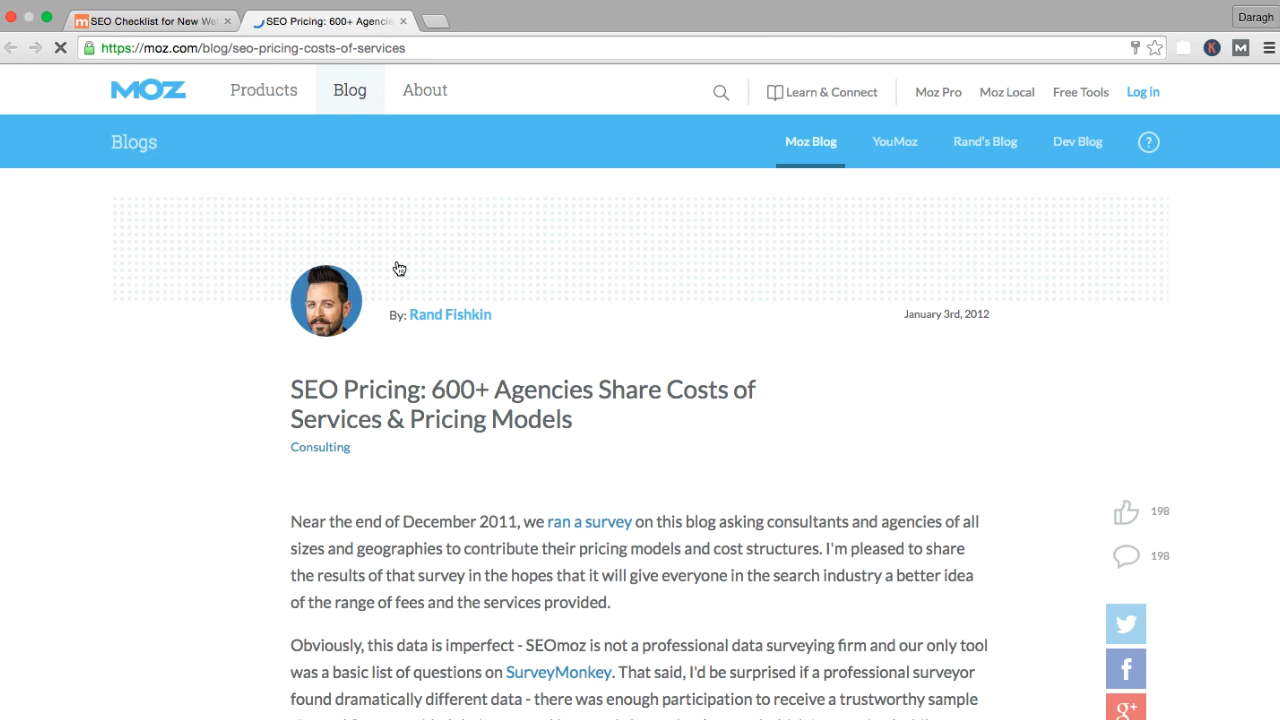 SEO Checklist for New We
SEO Pricing: 600+ Agencie
Daragh
https://moz.com/blog/seo-pricing-costs-of-services
MOZ
Products
Blog
About
Learn & Connect
Moz Pro
Moz Local
Free Tools
Log in
Blogs
Moz Blog
YouMoz
Rand's Blog
Dev Blog
?
By: Rand Fishkin
January 3rd, 2012
SEO Pricing: 600+ Agencies Share Costs of
Services & Pricing Models
Consulting
Near the end of December 2011, we ran a survey on this blog asking consultants and agencies of all
sizes and geographies to contribute their pricing models and cost structures. I'm pleased to share
the results of that survey in the hopes that it will give everyone in the search industry a better idea
of the range of fees and the services provided.
198
198
Obviously, this data is imperfect - SEOmoz is not a professional data surveying firm and our only tool
was a basic list of questions on SurveyMonkey. That said, I'd be surprised if a professional surveyor
found dramatically different data - there was enough participation to receive a trustworthy sample